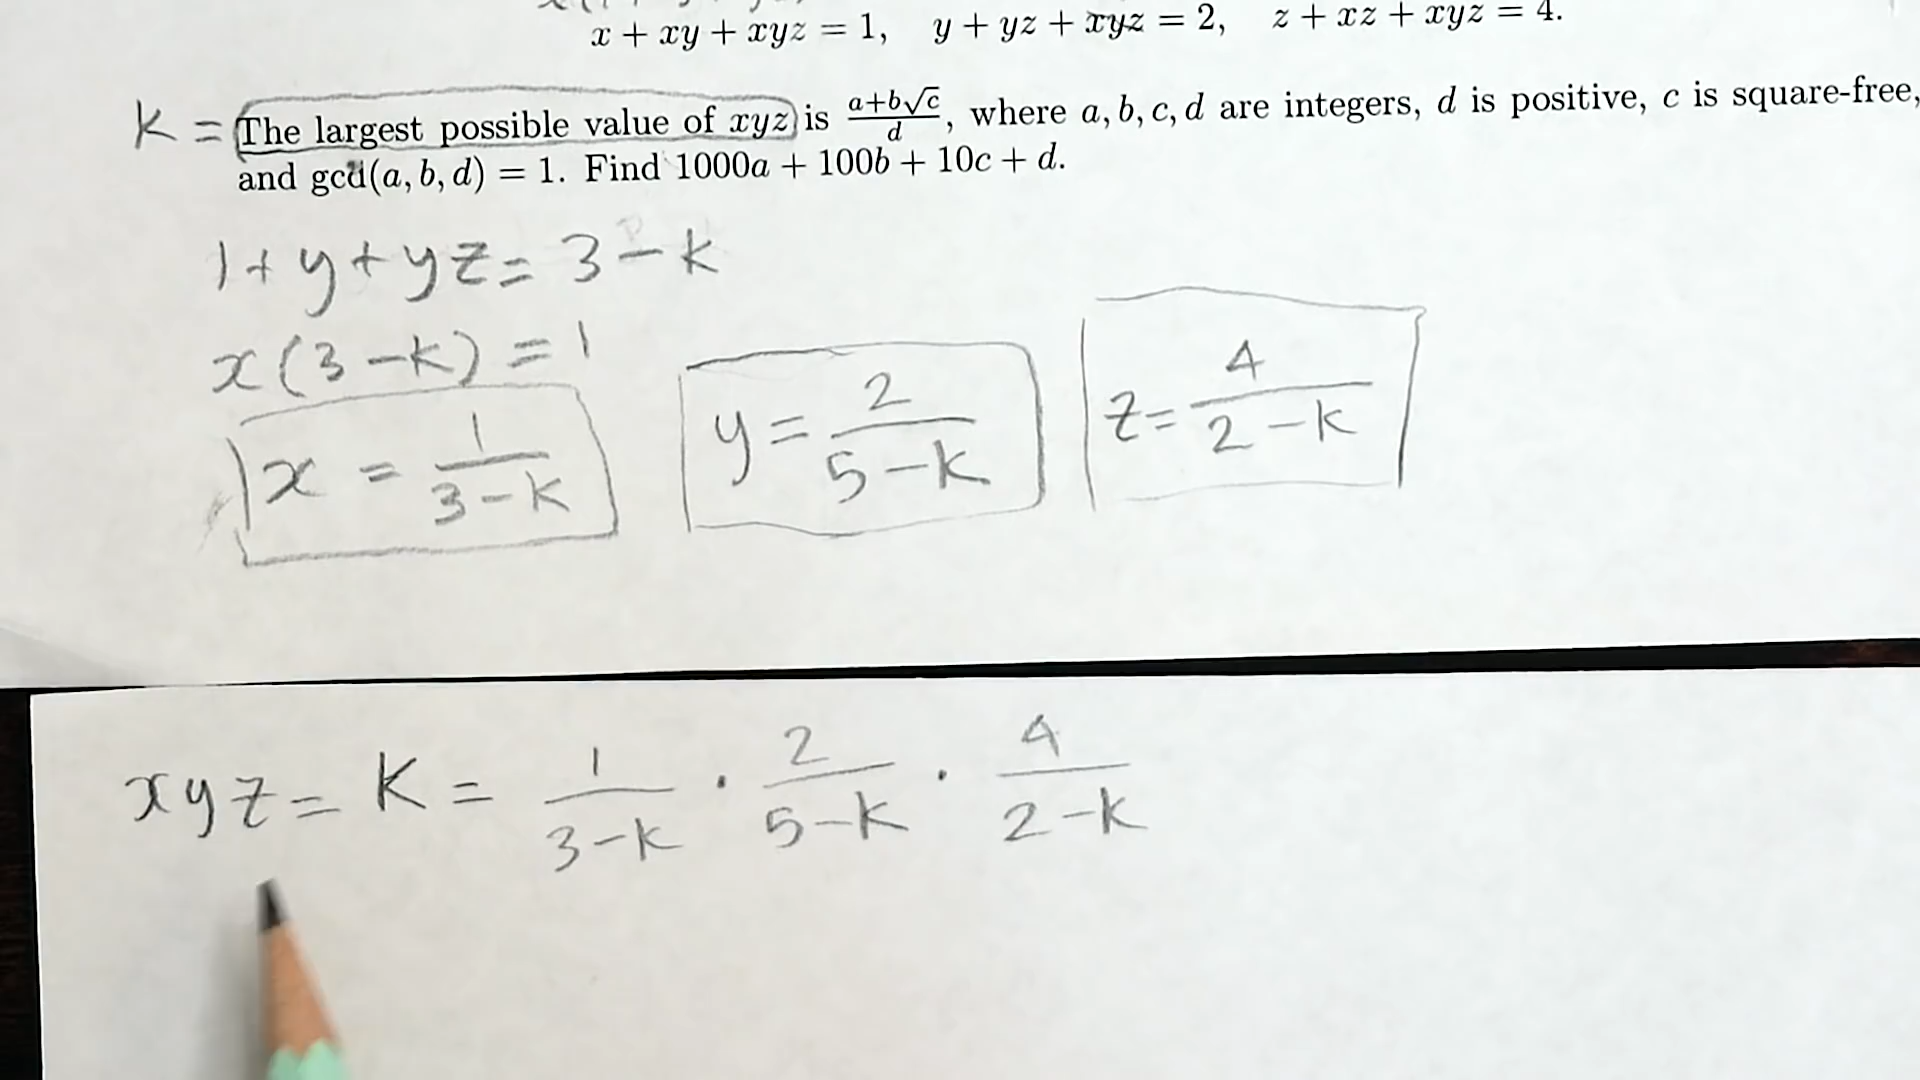 x + xy + xyz = 1, y + yz + xyz = 2, z + xz + xyz = 4.
K = The largest possible value of xyz is (a+b√c)/d, where a, b, c, d are integers, d is positive, c is square-free,
and gcd(a, b, d) = 1. Find 1000a + 100b + 10c + d.
1 + y + yz = 3 - k
x(3-k) = 1
x = 1/(3-k) y = 2/(5-k) z = 4/(2-k)
xyz = K = 1/(3-k) · 2/(5-k) · 4/(2-k)